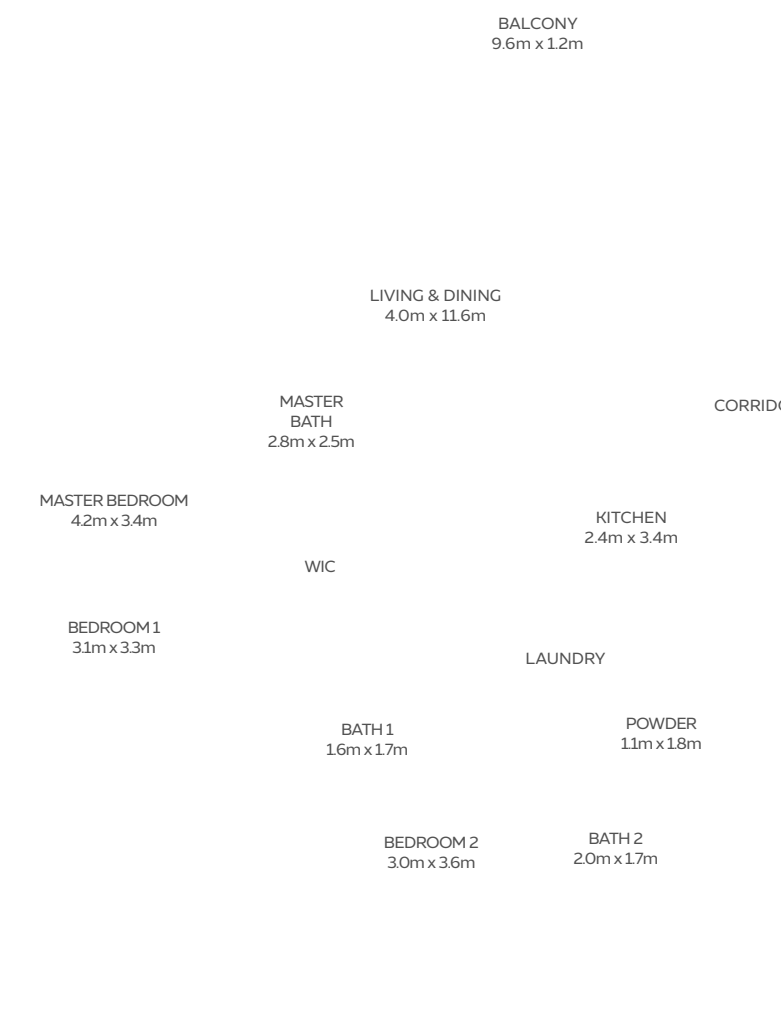 BALCONY
9.6m x 1.2m
LIVING & DINING
4.0m x 11.6m
MASTER
BATH
2.8m x 2.5m
CORRIDO
MASTER BEDROOM
4.2m x 3.4m
KITCHEN
2.4m x 3.4m
WIC
BEDROOM 1
3.1m x 3.3m
LAUNDRY
BATH 1
1.6m x 1.7m
POWDER
1.1m x 1.8m
BEDROOM 2
3.0m x 3.6m
BATH 2
2.0m x 1.7m